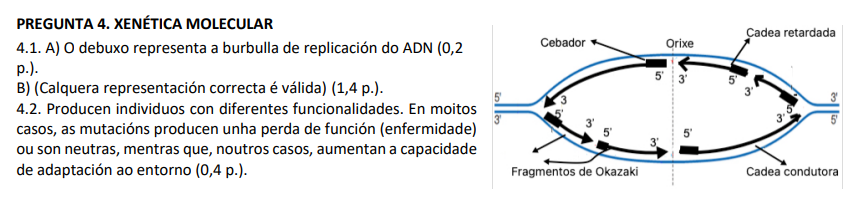 PREGUNTA 4. XENÉTICA MOLECULAR
4.1. A) O debuxo representa a burbulla de replicación do ADN (0,2
p.).
B) (Calquera representación correcta é válida) (1,4 p.).
4.2. Producen individuos con diferentes funcionalidades. En moitos
casos, as mutacións producen unha perda de función (enfermidade)
ou son neutras, mentras que, noutros casos, aumentan a capacidade
de adaptación ao entorno (0,4 p.).
Cebador
Orixe
Cadea retardada
5'
3'
5'
3'
5'
3
5'
3'
3'
5'
5'
3'
5'
3'
5'
3'
3'
5'
Fragmentos de Okazaki
Cadea condutora